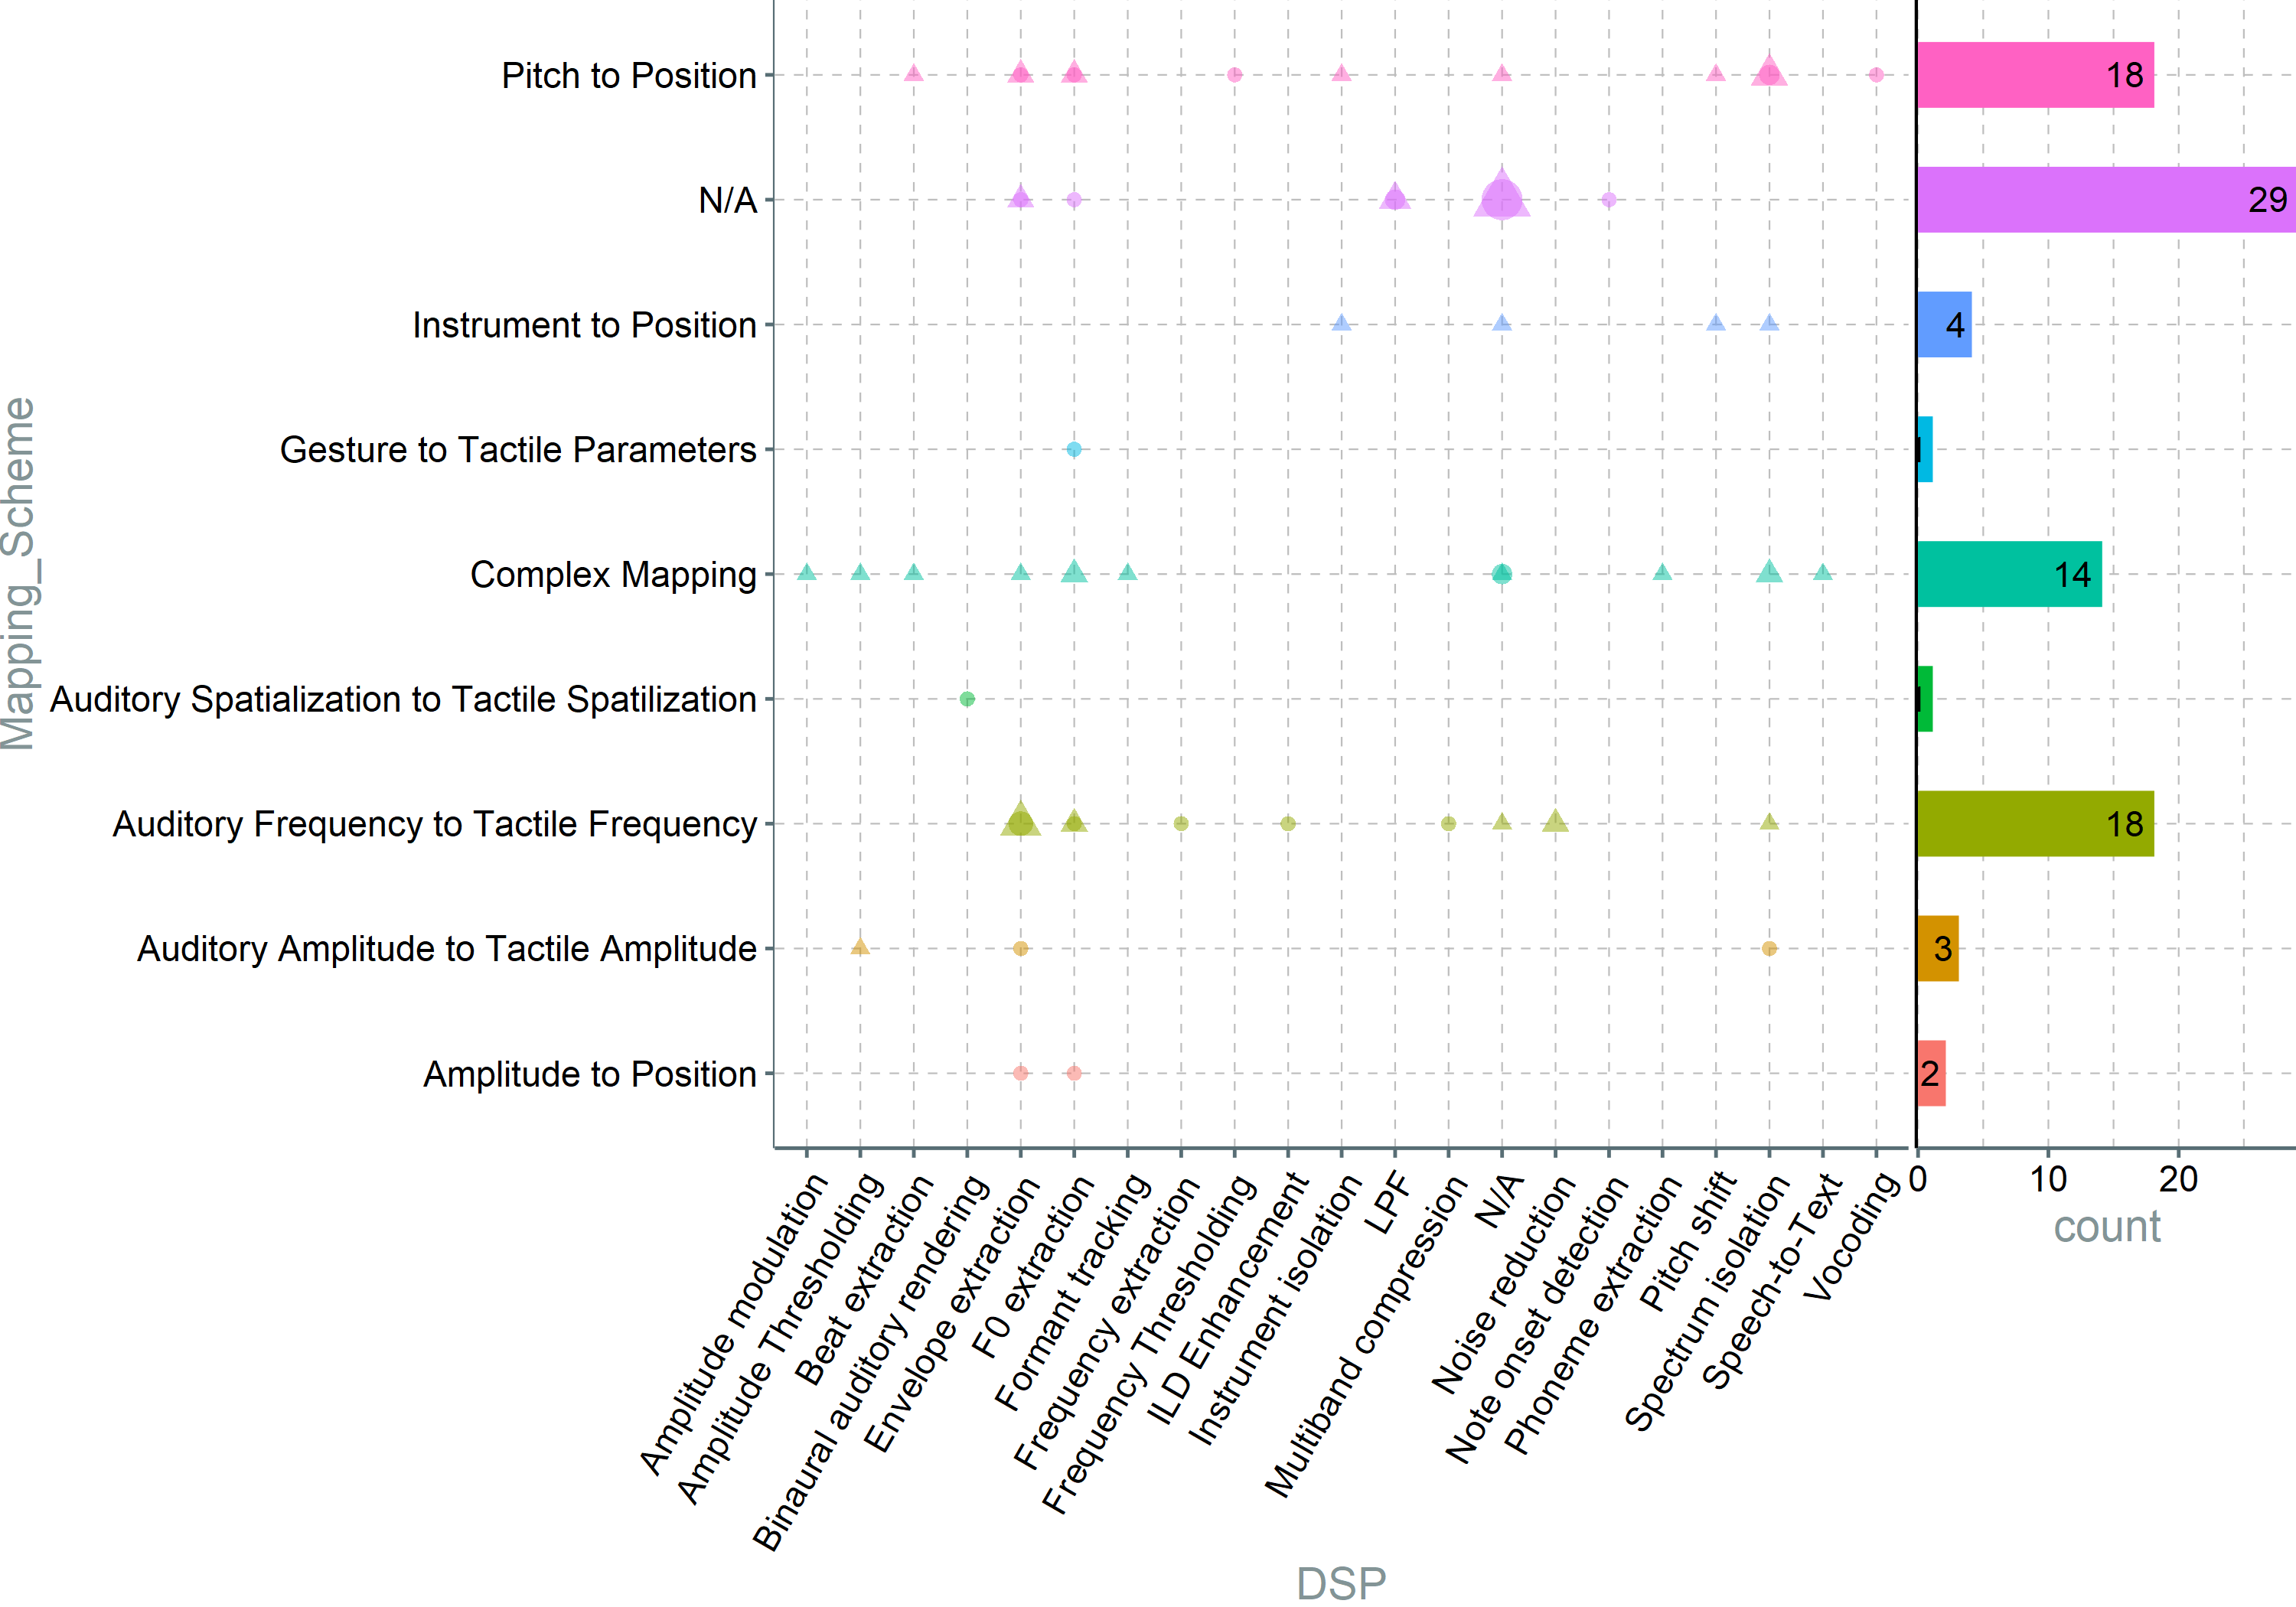 Mapping_Scheme
Pitch to Position
18
N/A
29
Instrument to Position
4
Gesture to Tactile Parameters
1
Complex Mapping
14
Auditory Spatialization to Tactile Spatilization
1
Auditory Frequency to Tactile Frequency
18
Auditory Amplitude to Tactile Amplitude
3
Amplitude to Position
2
Amplitude modulation
Amplitude Thresholding
Beat extraction
Binaural auditory rendering
Envelope extraction
F0 extraction
Formant tracking
Frequency extraction
Frequency Thresholding
ILD Enhancement
Instrument isolation
LPF
Multiband compression
N/A
Noise reduction
Note onset detection
Phoneme extraction
Pitch shift
Spectrum isolation
Speech-to-Text
Vocoding
0 10 20
count
DSP